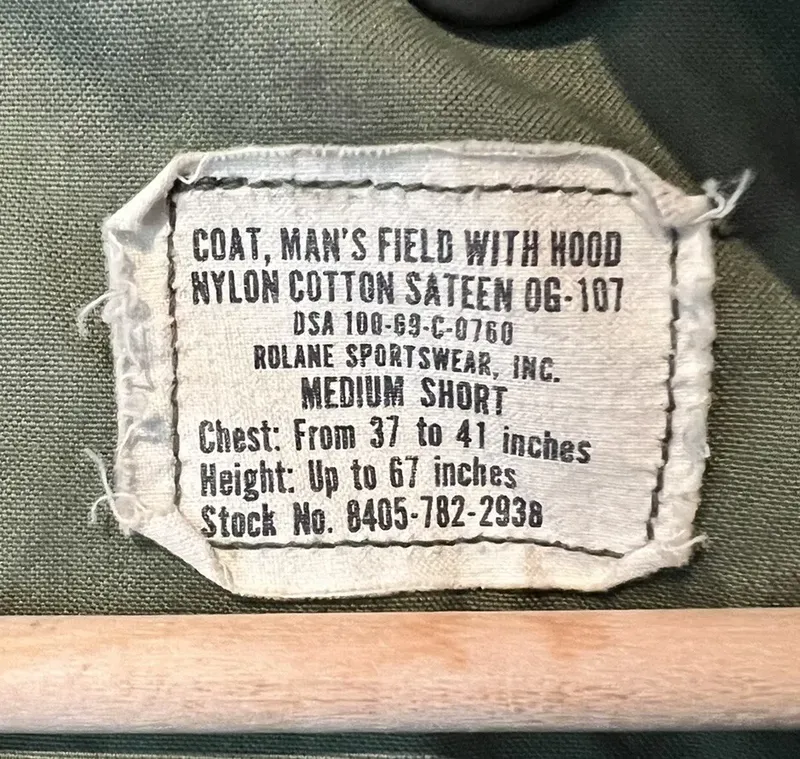 COAT, MAN'S FIELD WITH HOOD
NYLON COTTON SATEEN OG-107
DSA 100-69-C-0760
ROLANE SPORTSWEAR, INC.
MEDIUM SHORT
Chest: From 37 to 41 inches
Height: Up to 67 inches
Stock No. 8405-782-2938